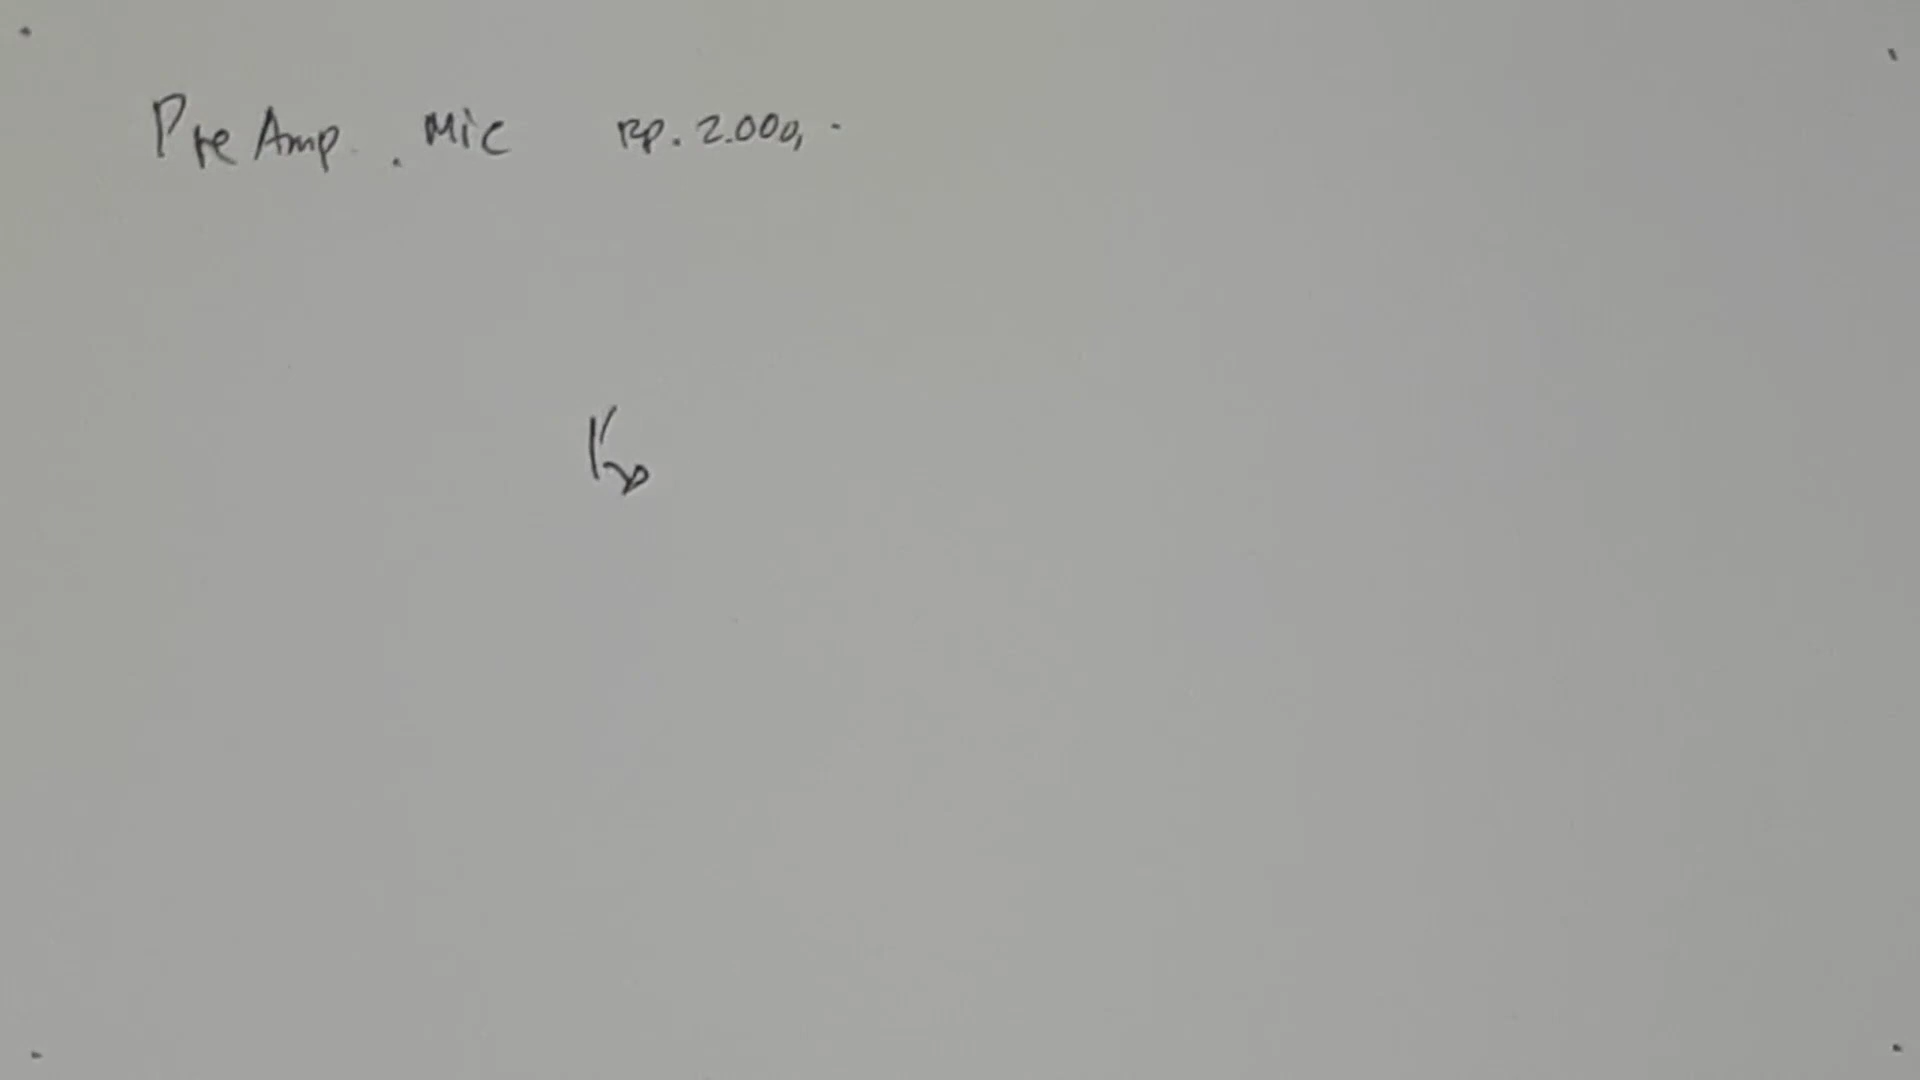 Pre Amp. . Mic Rp. 2.000, -